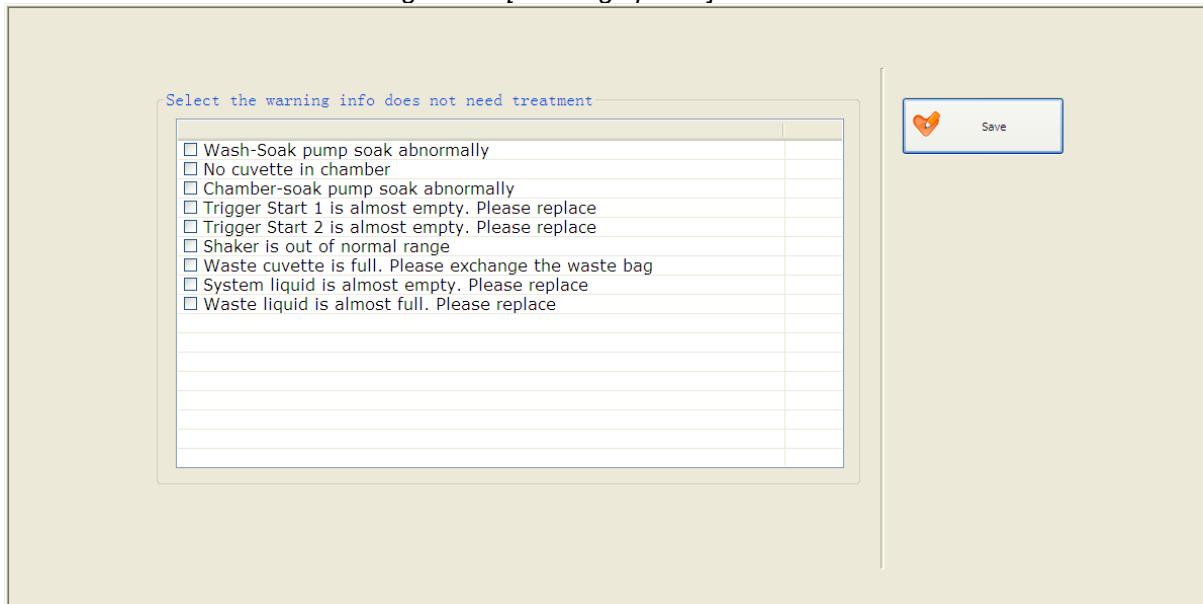 Select the warning info does not need treatment
Save
Wash-Soak pump soak abnormally
No cuvette in chamber
Chamber-soak pump soak abnormally
Trigger Start 1 is almost empty. Please replace
Trigger Start 2 is almost empty. Please replace
Shaker is out of normal range
Waste cuvette is full. Please exchange the waste bag
System liquid is almost empty. Please replace
Waste liquid is almost full. Please replace